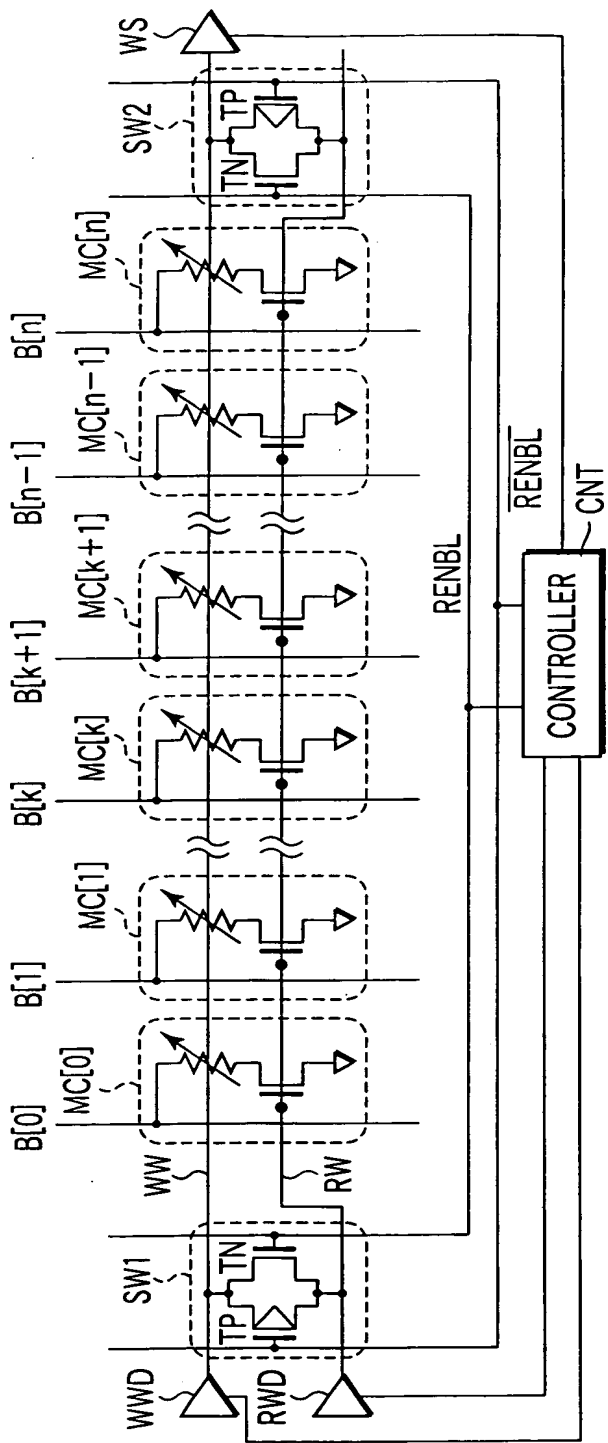 B[0]
B[1]
B[k]
B[k+1]
B[n-1]
B[n]
MC[0]
MC[1]
MC[k]
MC[k+1]
MC[n-1]
MC[n]
SW1
SW2
WW
WWD
WS
TP
TN
TN
TP
RWD
RW
RENBL
RENBL
CONTROLLER
CNT